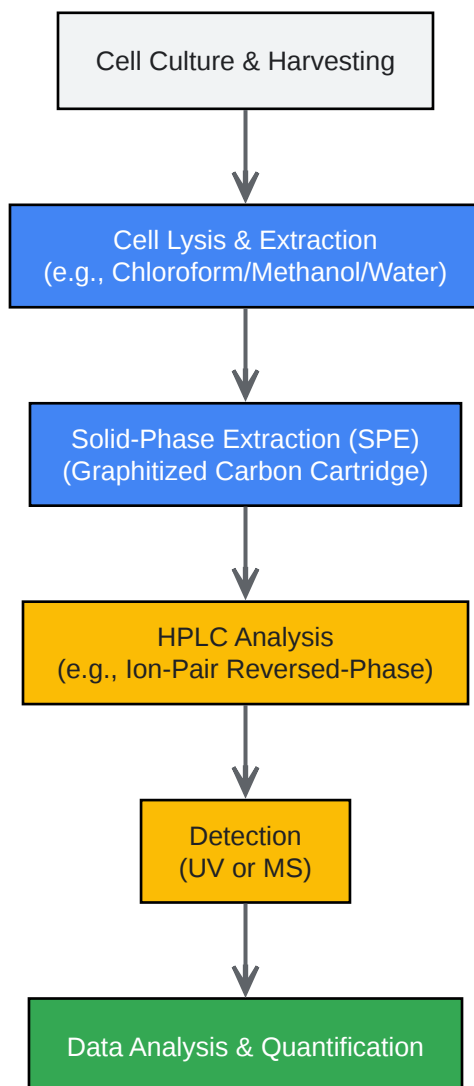 Cell Culture & Harvesting
Cell Lysis & Extraction
(e.g., Chloroform/Methanol/Water)
Solid-Phase Extraction (SPE)
(Graphitized Carbon Cartridge)
HPLC Analysis
(e.g., Ion-Pair Reversed-Phase)
Detection
(UV or MS)
Data Analysis & Quantification